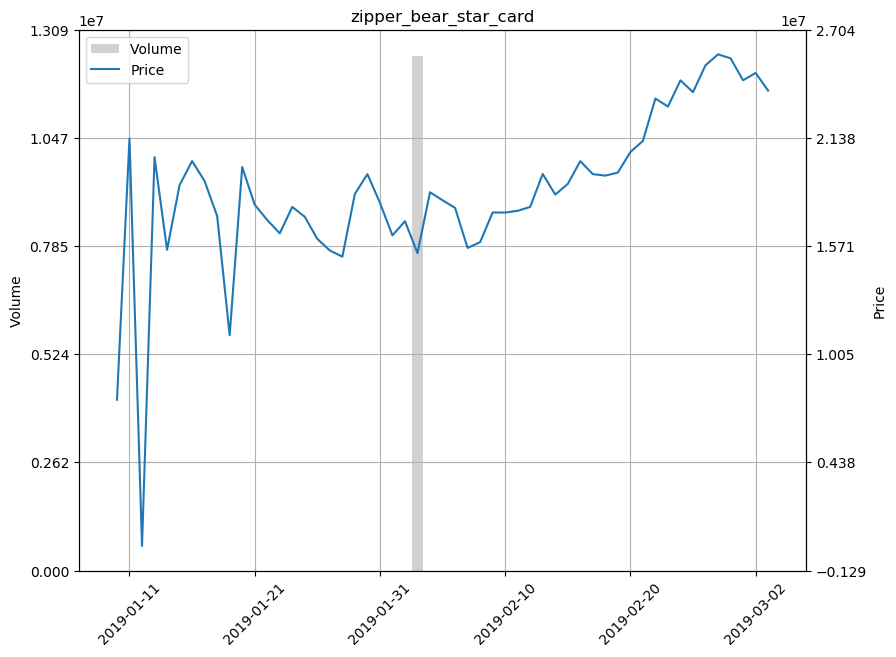 zipper_bear_star_card
1e7
1e7
Volume
Price
1.309
1.047
0.785
0.524
0.262
0.000
2.704
2.138
1.571
1.005
0.438
−0.129
Volume
Price
2019-01-11
2019-01-21
2019-01-31
2019-02-10
2019-02-20
2019-03-02